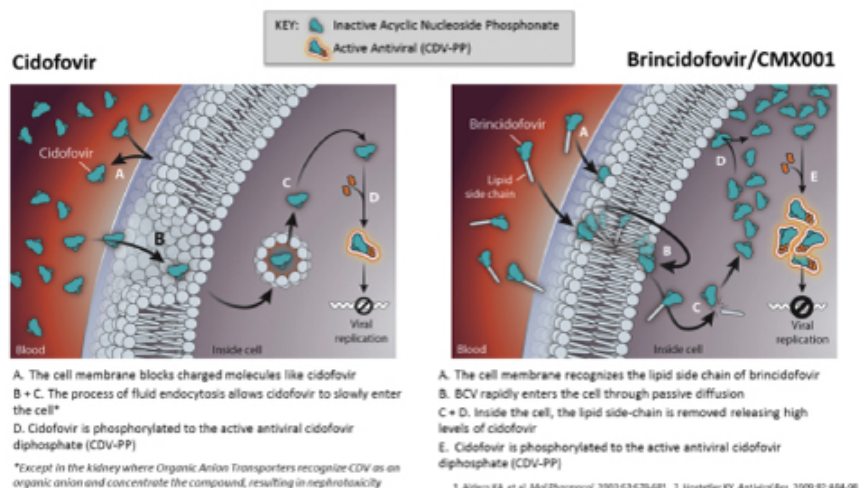 KEY: Inactive Acyclic Nucleoside Phosphonate
Active Antiviral (CDV-PP)
Cidofovir
Cidofovir
A
B
C
D
Blood
Inside cell
Viral
replication
A. The cell membrane blocks charged molecules like cidofovir
B + C. The process of fluid endocytosis allows cidofovir to slowly enter
the cell*
D. Cidofovir is phosphorylated to the active antiviral cidofovir
diphosphate (CDV-PP)
*Except in the kidney where Organic Anion Transporters recognize CDV as an
organic anion and concentrate the compound, resulting in nephrotoxicity
Brincidofovir/CMX001
Brincidofovir
Lipid
side chain
A
B
C
D
E
Blood
Inside cell
Viral
replication
A. The cell membrane recognizes the lipid side chain of brincidofovir
B. BCV rapidly enters the cell through passive diffusion
C + D. Inside the cell, the lipid side-chain is removed releasing high
levels of cidofovir
E. Cidofovir is phosphorylated to the active antiviral cidofovir
diphosphate (CDV-PP)